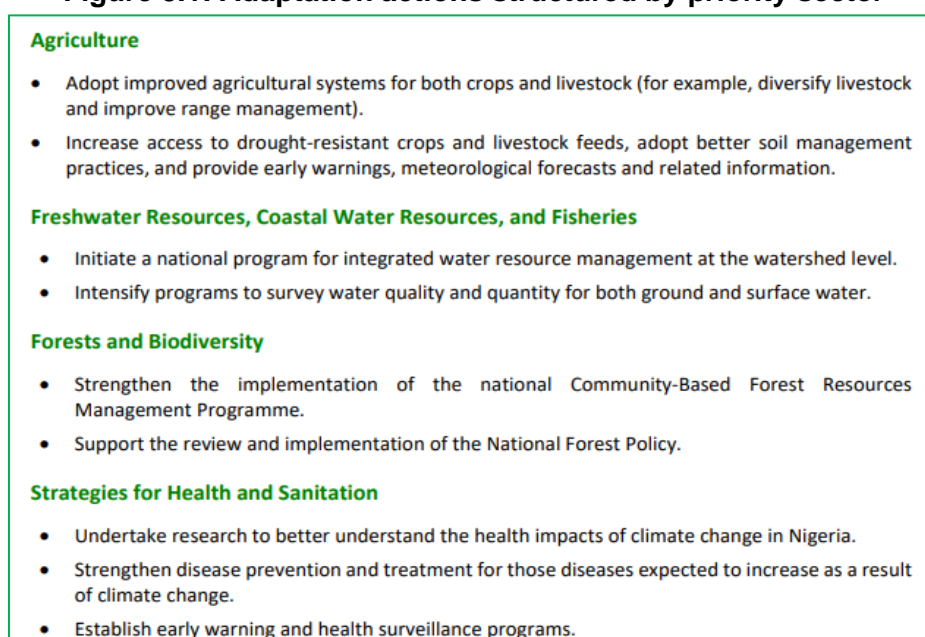 Agriculture
• Adopt improved agricultural systems for both crops and livestock (for example, diversify livestock
and improve range management).
• Increase access to drought-resistant crops and livestock feeds, adopt better soil management
practices, and provide early warnings, meteorological forecasts and related information.
Freshwater Resources, Coastal Water Resources, and Fisheries
• Initiate a national program for integrated water resource management at the watershed level.
• Intensify programs to survey water quality and quantity for both ground and surface water.
Forests and Biodiversity
• Strengthen the implementation of the national Community-Based Forest Resources
Management Programme.
• Support the review and implementation of the National Forest Policy.
Strategies for Health and Sanitation
• Undertake research to better understand the health impacts of climate change in Nigeria.
• Strengthen disease prevention and treatment for those diseases expected to increase as a result
of climate change.
• Establish early warning and health surveillance programs.